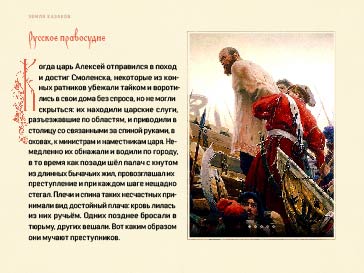 ЗЕМЛЯ КАЗАКОВ
Русское правосудие
Когда царь Алексей отправился в поход
и достиг Смоленска, некоторые из кон-
ных ратников убежали тайком и вороти-
лись в свои дома без спроса, но не могли
скрыться: их находили царские слуги,
разъезжавшие по областям, и приводили в
столицу со связанными за спиной руками, в
оковах, к министрам и наместникам царя. Не-
медленно их обнажали и водили по городу,
в то время как позади шёл палач с кнутом
из длинных бычачьих жил, провозглашал их
преступление и при каждом шаге нещадно
стегал. Плечи и спина таких несчастных прини-
мали вид достойный плача: кровь лилась
из них ручьём. Одних позднее бросали в
тюрьму, других вешали. Вот каким образом
они мучают преступников.